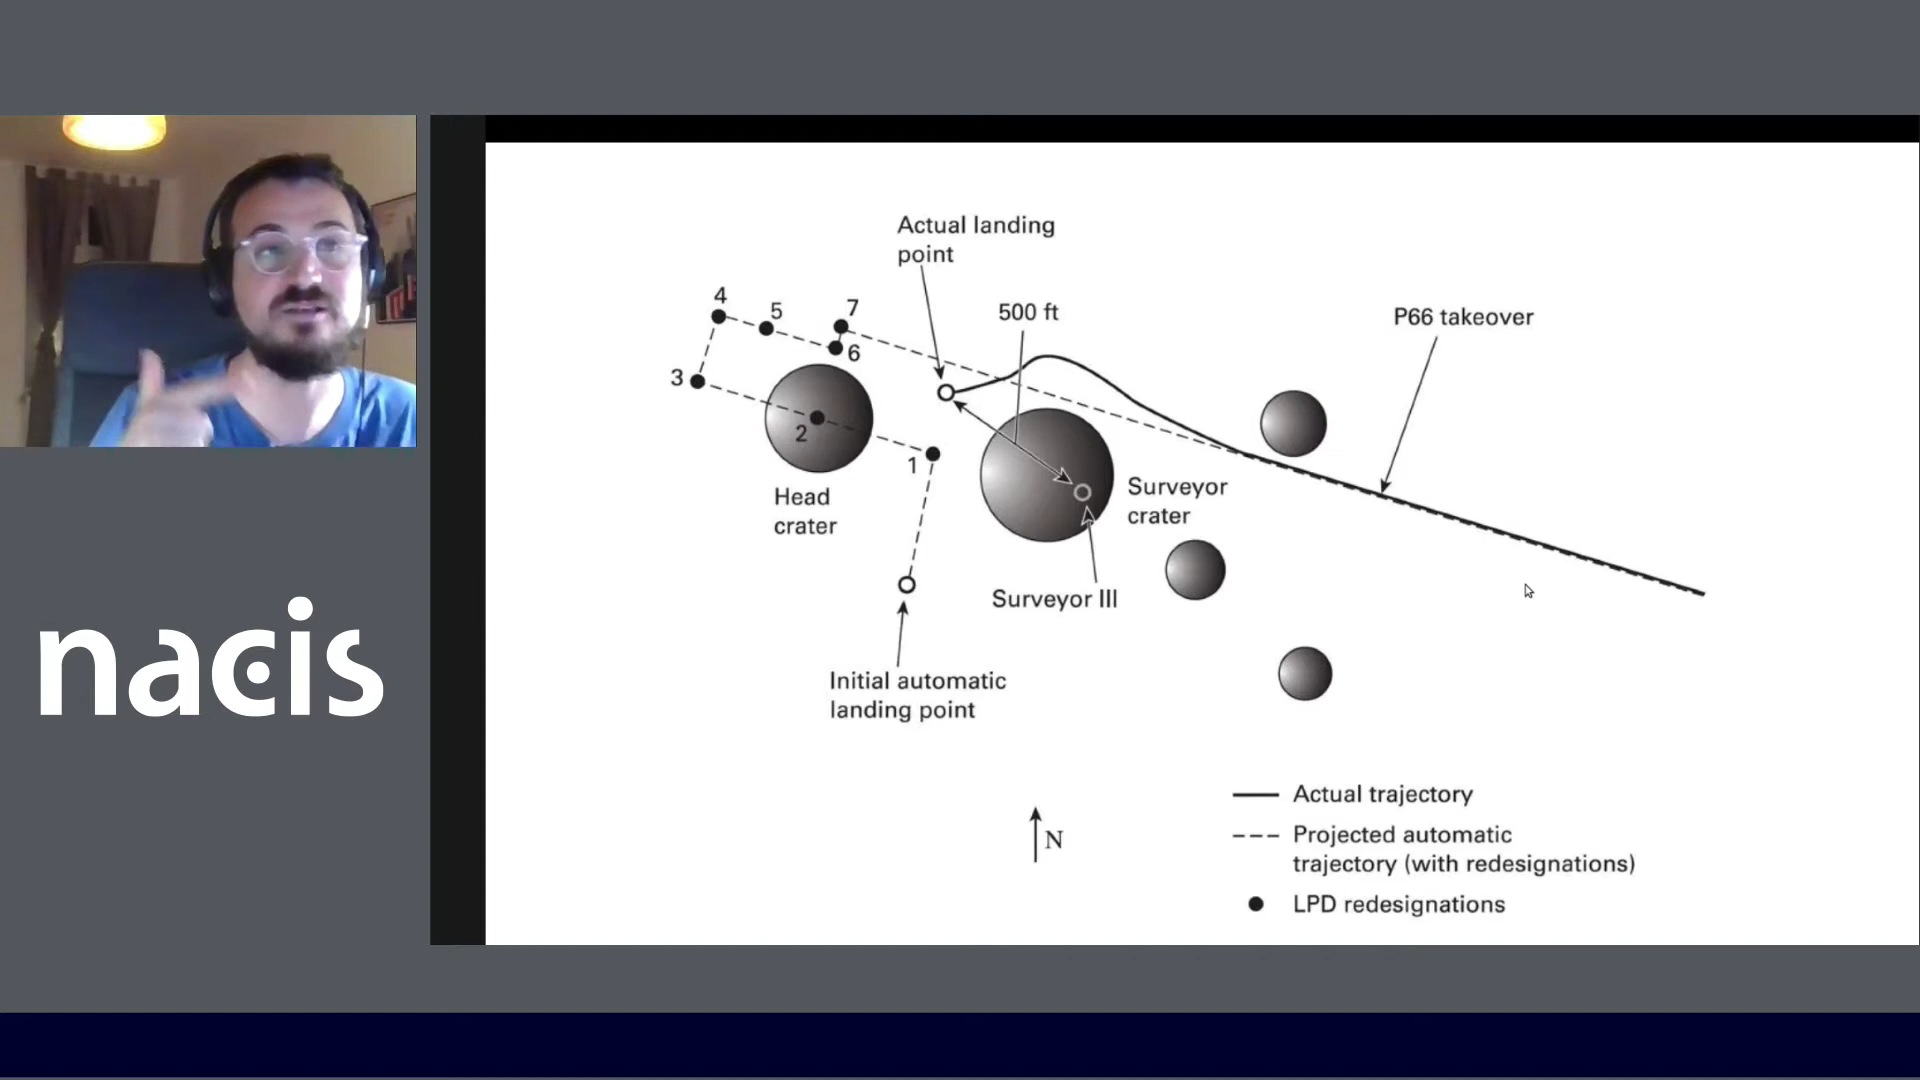 nacis
Actual landing
point
500 ft
P66 takeover
4
5
7
6
3
2
1
Head
crater
Surveyor
crater
Surveyor III
Initial automatic
landing point
N
Actual trajectory
Projected automatic
trajectory (with redesignations)
LPD redesignations